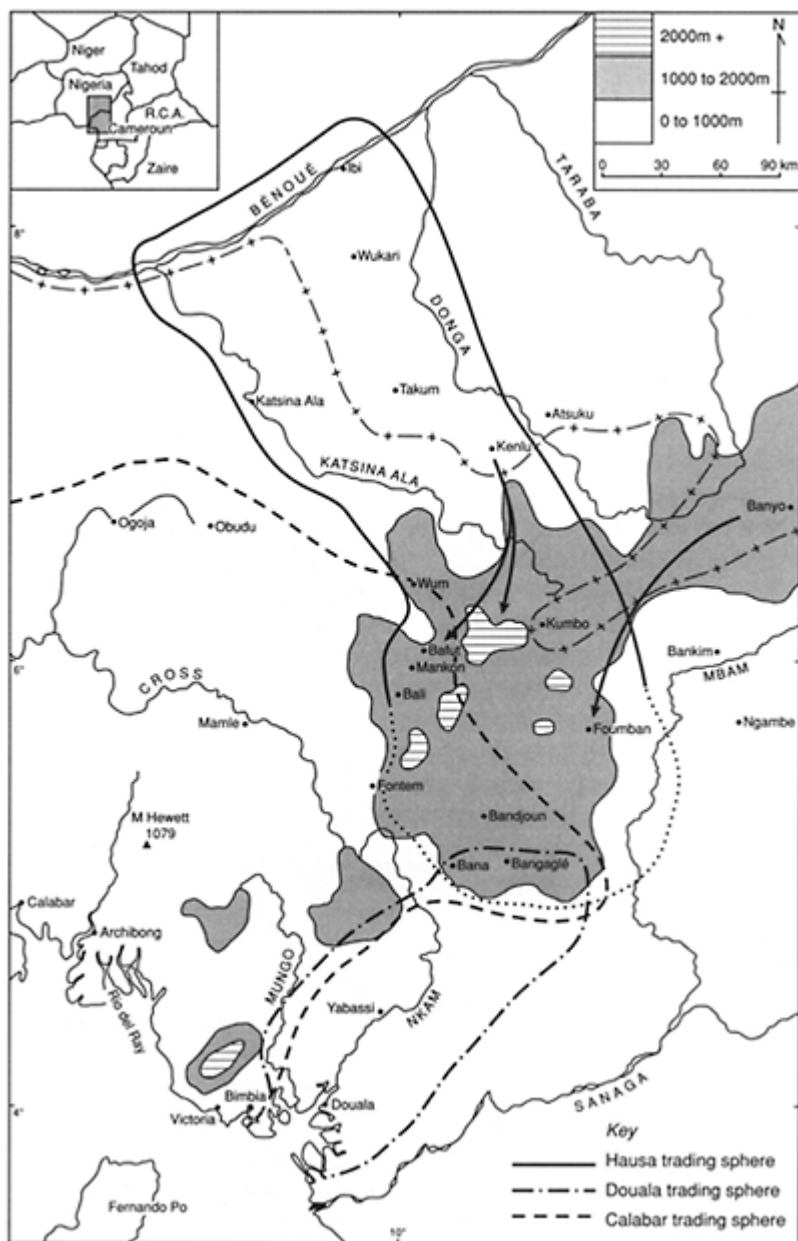 Niger
Tahod
Nigeria
R.C.A.
Cameroun
Zaire
2000m +
1000 to 2000m
0 to 1000m
N
0 30 60 90 km
BÉNOUÉ
Ibi
TARABA
8°
Wukari
DONGA
Katsina Ala
Takum
Atsuku
Kenlu
KATSINA ALA
Banyo
Ogoja
Obudu
Wum
Kumbo
Bafut
Bankim
6°
Mankon
MBAM
CROSS
Bali
Mamle
Foumban
Ngambe
Fontem
M Hewett
1079
Bandjoun
Bana
Bangaglé
Calabar
Archibong
MUNGO
Rio del Ray
Yabassi
NKAM
SANAGA
4°
Bimbia
Douala
Victoria
Key
Hausa trading sphere
Douala trading sphere
Calabar trading sphere
Fernando Po
10°